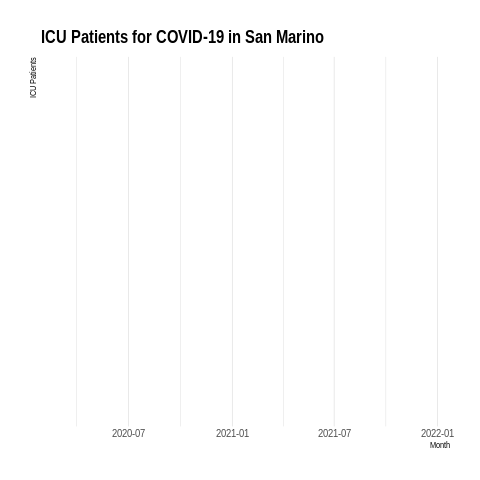 ICU Patients for COVID-19 in San Marino
ICU Patients
2020-07 2021-01 2021-07 2022-01
Month